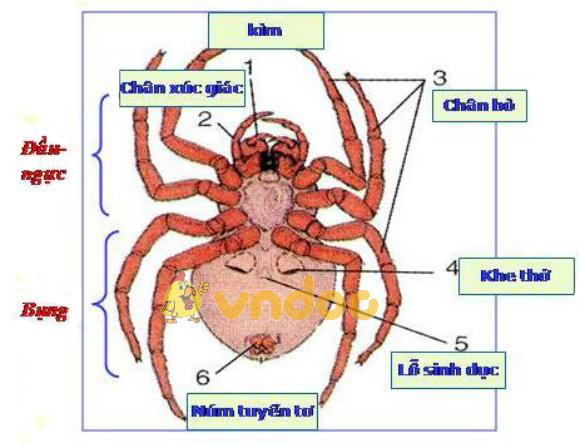 kìm
1
Chân xúc giác
3
Chân bò
2
Đầu-
ngực
4
Khe thở
Bụng
vndoc
5
6
Lỗ sinh dục
Núm tuyến tơ